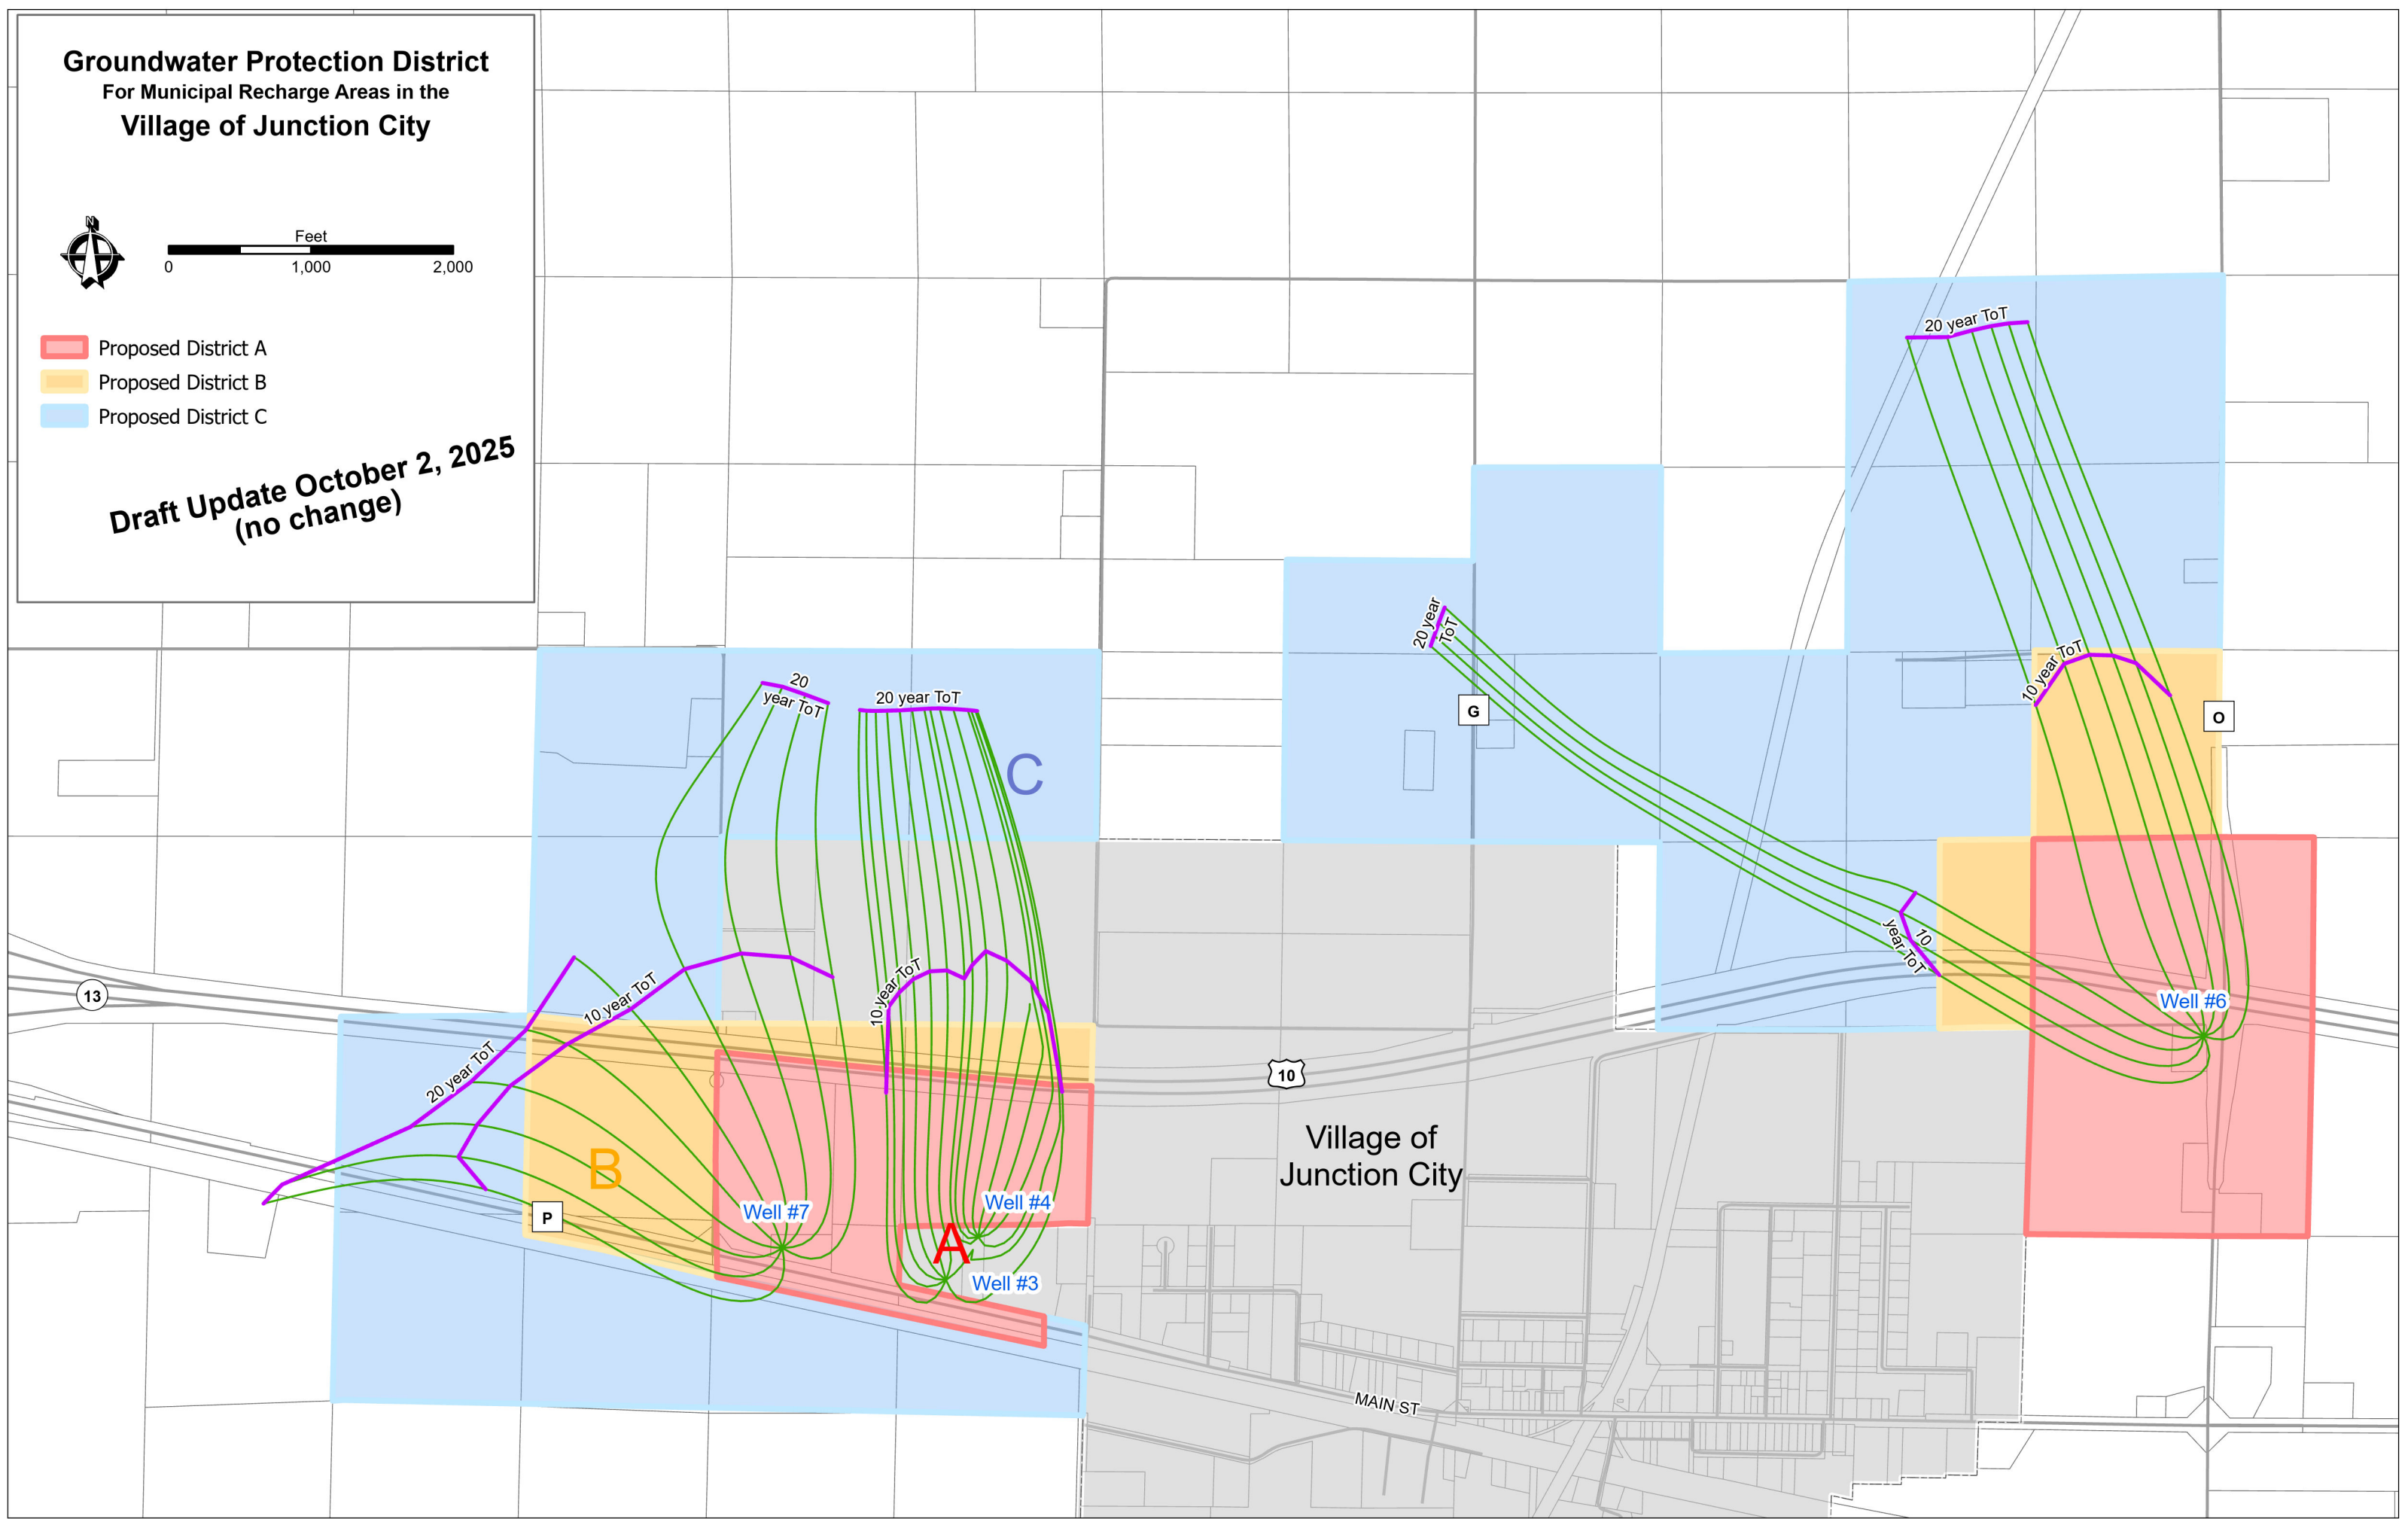 Groundwater Protection District
For Municipal Recharge Areas in the
Village of Junction City
N
Feet
0 1,000 2,000
Proposed District A
Proposed District B
Proposed District C
Draft Update October 2, 2025
(no change)
20 year ToT
20 year
ToT
10 year ToT
G
O
20
year ToT
20 year ToT
C
10
year ToT
10 year ToT
10 year ToT
13
Well #6
20 year ToT
10
Village of
Junction City
B
P
Well #7
Well #4
A
Well #3
MAIN ST